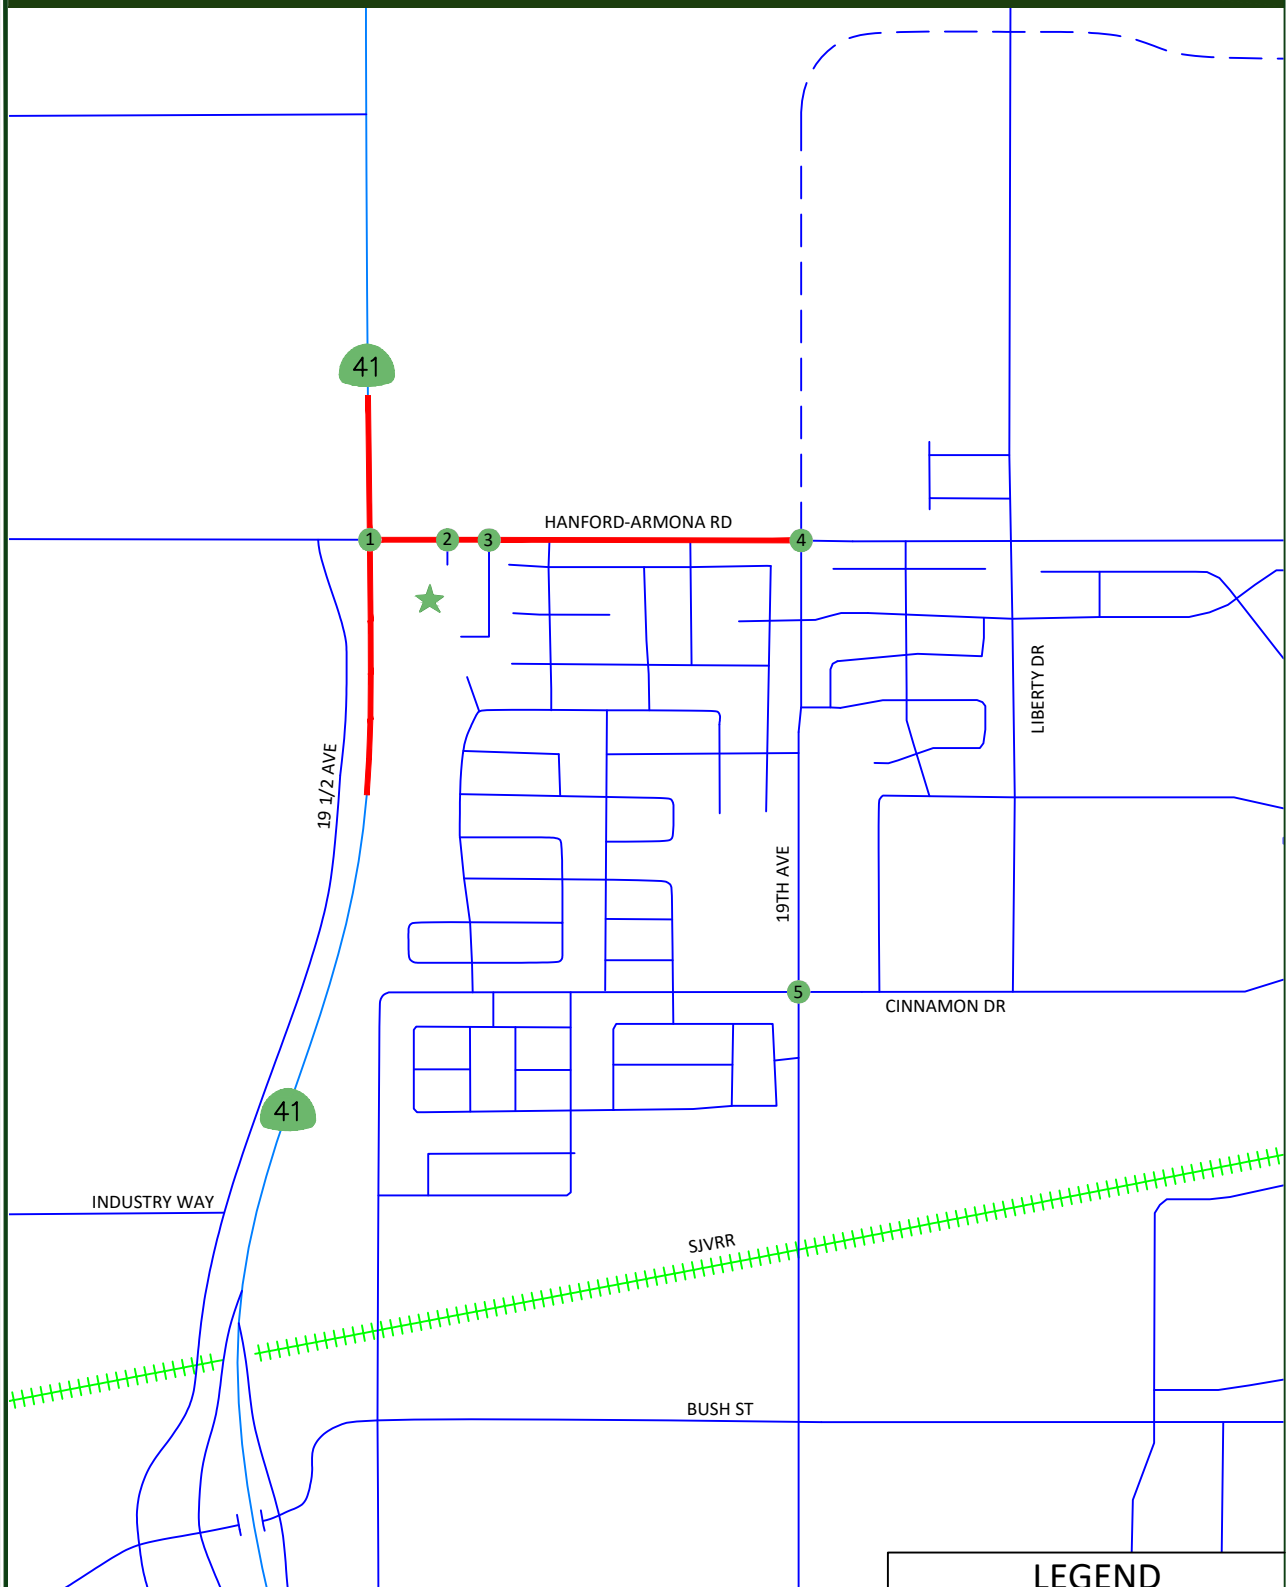 41
HANFORD-ARMONA RD
1
2
3
4
LIBERTY DR
19 1/2 AVE
19TH AVE
5
CINNAMON DR
41
INDUSTRY WAY
SJVRR
BUSH ST
LEGEND